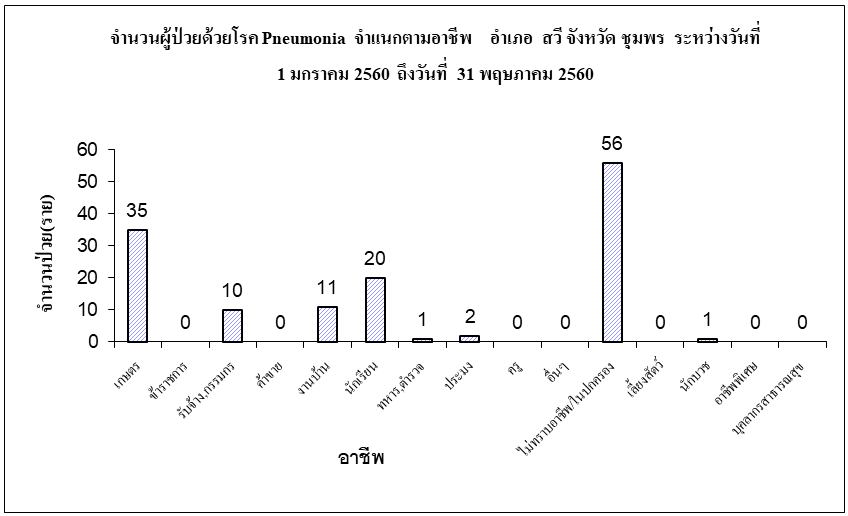 จำนวนผู้ป่วยด้วยโรค Pneumonia จำแนกตามอาชีพ อำเภอ สวี จังหวัด ชุมพร ระหว่างวันที่
1 มกราคม 2560 ถึงวันที่ 31 พฤษภาคม 2560
จำนวนป่วย(ราย)
60
50
40
30
20
10
0
35
0
10
0
11
20
1
2
0
0
56
0
1
0
0
เกษตร
ข้าราชการ
รับจ้าง,กรรมกร
ค้าขาย
งานบ้าน
นักเรียน
ทหาร,ตำรวจ
ประมง
ครู
อื่นๆ
ไม่ทราบอาชีพ/ในปกครอง
เลี้ยงสัตว์
นักบวช
อาชีพพิเศษ
บุคลากรสาธารณสุข
อาชีพ